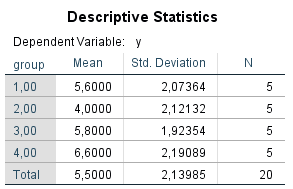 Descriptive Statistics
Dependent Variable: y
group Mean Std. Deviation N
1,00 5,6000 2,07364 5
2,00 4,0000 2,12132 5
3,00 5,8000 1,92354 5
4,00 6,6000 2,19089 5
Total 5,5000 2,13985 20